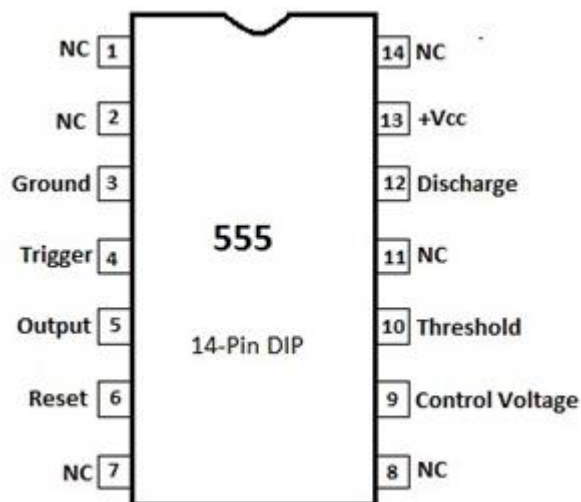 NC 1 14 NC
NC 2 13 +Vcc
Ground 3 12 Discharge
555
Trigger 4 11 NC
Output 5 10 Threshold
14-Pin DIP
Reset 6 9 Control Voltage
NC 7 8 NC